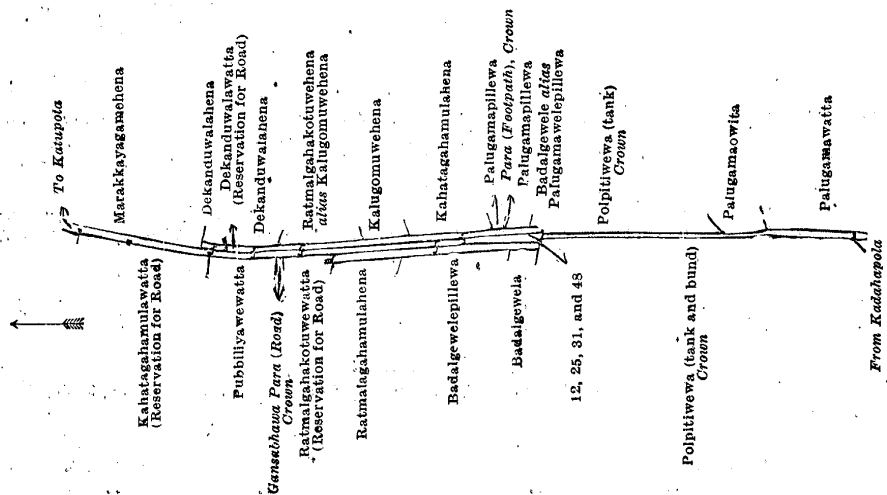 To Katupota
Marakkayagamehena
Dekanduwalahena
Dekanduwalawatta
(Reservation for Road)
Dekanduwalahena
Ratmalgahakotuwehena
alias Kalugomuwehena
Kalugomuwehena
Kahatagahamulahena
Palugamapillewa
Para (Footpath), Crown
Palugamapillewa
Badalgewele alias
Palugamawelepillewa
Polpitiwewa (tank)
Crown
Palugamaowita
Palugamawatta
Kahatagahamulawatta
(Reservation for Road)
Pubbiliyawewatta
Gansabhawa Para (Road)
Crown
Ratmalgahakotuwewatta
(Reservation for Road)
Ratmalagahamulahena
Badalgewelepillewa
Badalgewela
12, 25, 31, and 48
Polpitiwewa (tank and bund)
Crown
From Kadahapola